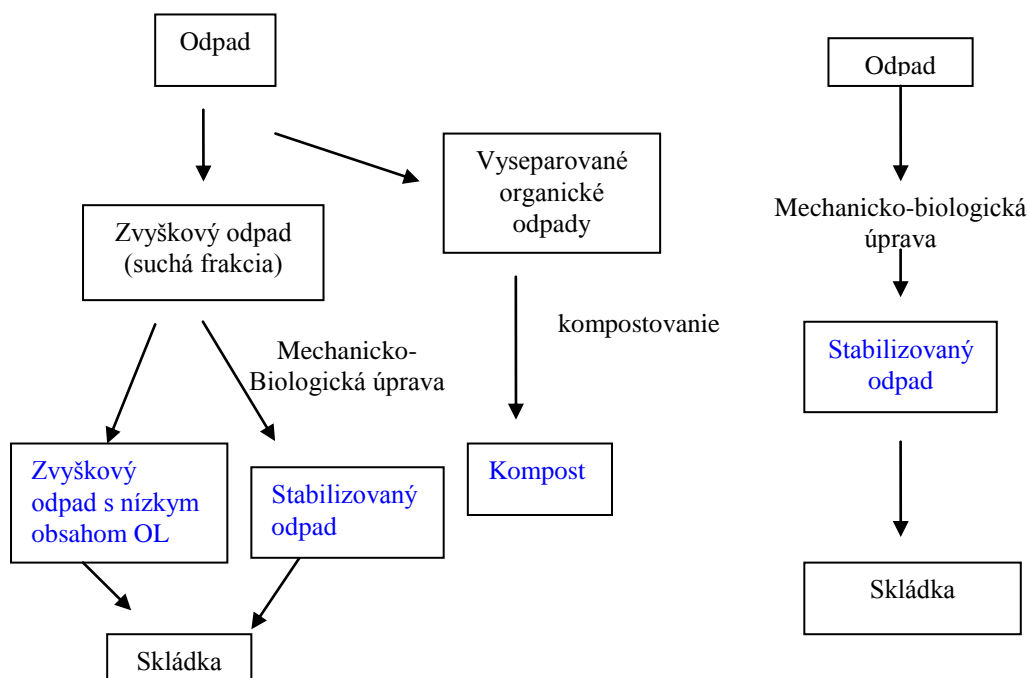 Odpad
Vyseparované
organické
odpady
Zvyškový odpad
(suchá frakcia)
kompostovanie
Mechanicko-
Biologická úprava
Zvyškový
odpad s nízkym
obsahom OL
Stabilizovaný
odpad
Kompost
Skládka
Odpad
Mechanicko-biologická
úprava
Stabilizovaný
odpad
Skládka